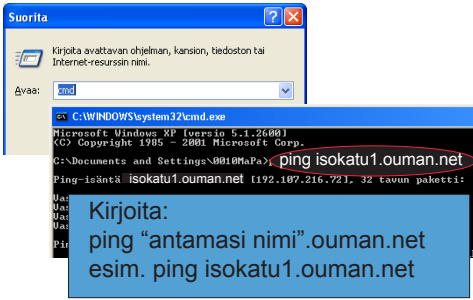 Suorita
Kirjoita avattavan ohjelman, kansion, tiedoston tai
Internet-resurssin nimi.
Avaa: cmd
C:\WINDOWS\system32\cmd.exe
Microsoft Windows XP [versio 5.1.2600]
(C) Copyright 1985 - 2001 Microsoft Corp.
C:\Documents and Settings\0010MaPa> ping isokatu1.ouman.net
Ping-isäntä isokatu1.ouman.net [192.107.216.72], 32 tavun paketti:
Kirjoita:
ping “antamasi nimi”.ouman.net
esim. ping isokatu1.ouman.net